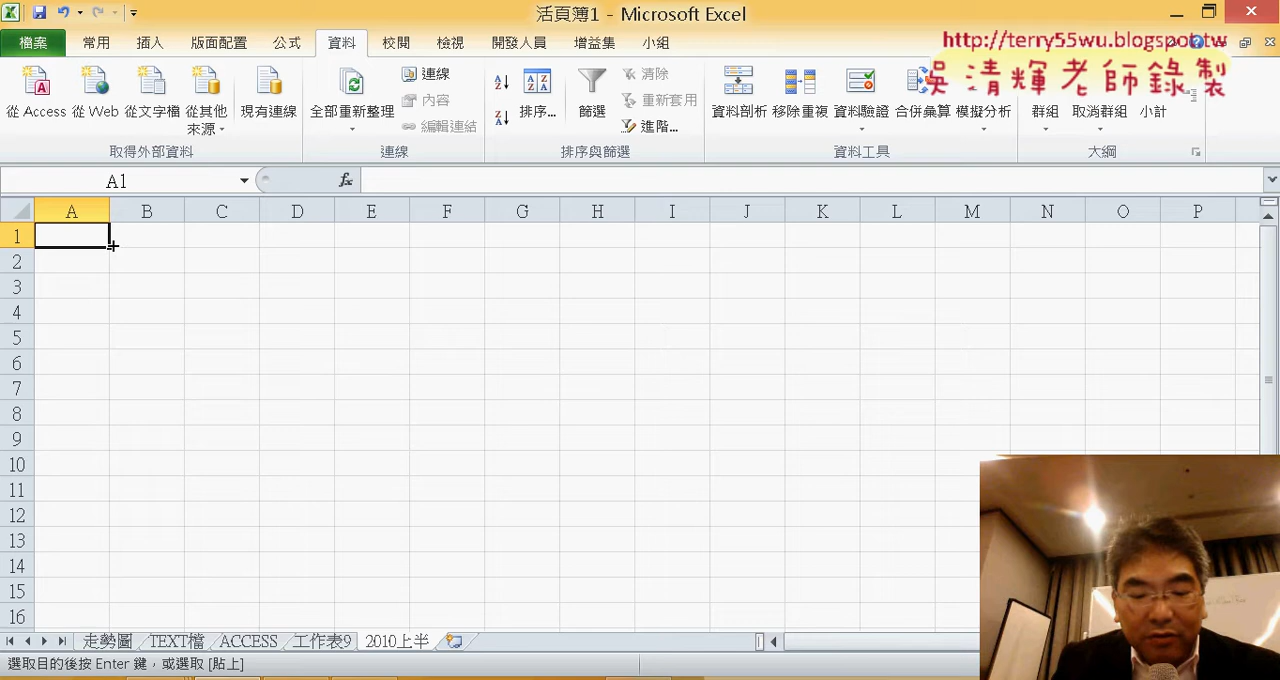 活頁簿1 - Microsoft Excel
檔案 常用 插入 版面配置 公式 資料 校閱 檢視 開發人員 增益集 小組
http://terry55wu.blogspot.tw
吳清輝老師錄製
從 Access 從 Web 從文字檔 從其他來源 現有連線 全部重新整理 連線 內容 編輯連結 排序... 篩選 清除 重新套用 進階... 資料剖析 移除重複 資料驗證 合併彙算 模擬分析 群組 取消群組 小計
取得外部資料 連線 排序與篩選 資料工具 大綱
A1 fx
A B C D E F G H I J K L M N O P
1
2
3
4
5
6
7
8
9
10
11
12
13
14
15
16
走勢圖 TEXT檔 ACCESS 工作表9 2010上半
選取目的後按 Enter 鍵，或選取 [貼上]